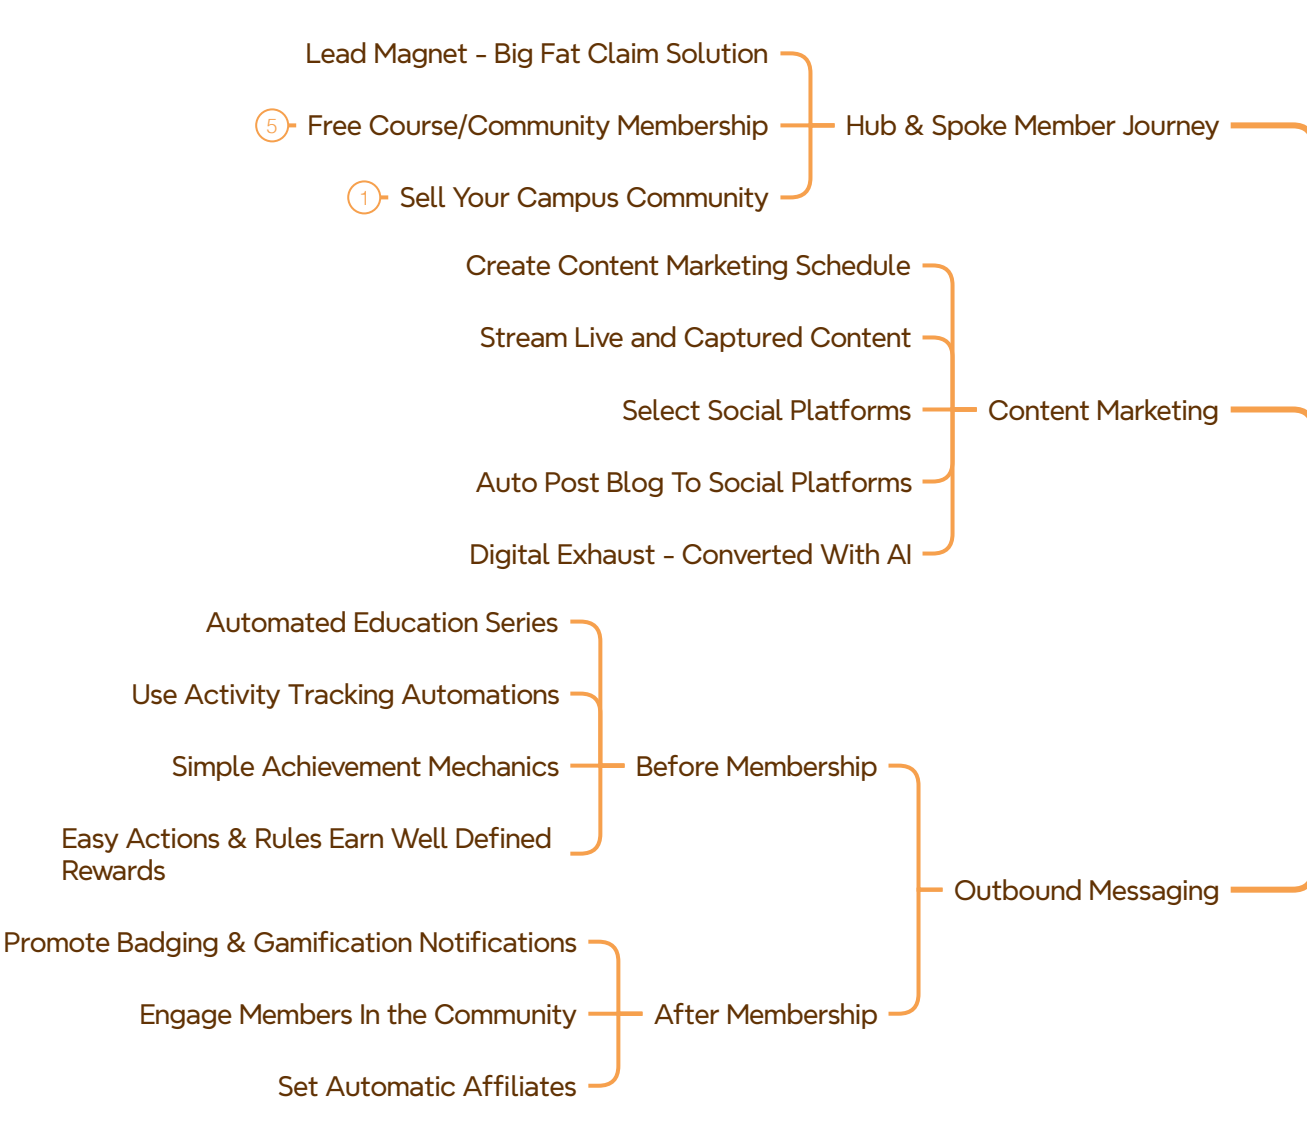 Lead Magnet - Big Fat Claim Solution
5
Free Course/Community Membership
Hub & Spoke Member Journey
1
Sell Your Campus Community
Create Content Marketing Schedule
Stream Live and Captured Content
Select Social Platforms
Content Marketing
Auto Post Blog To Social Platforms
Digital Exhaust - Converted With AI
Automated Education Series
Use Activity Tracking Automations
Simple Achievement Mechanics
Before Membership
Easy Actions & Rules Earn Well Defined
Rewards
Outbound Messaging
Promote Badging & Gamification Notifications
Engage Members In the Community
After Membership
Set Automatic Affiliates